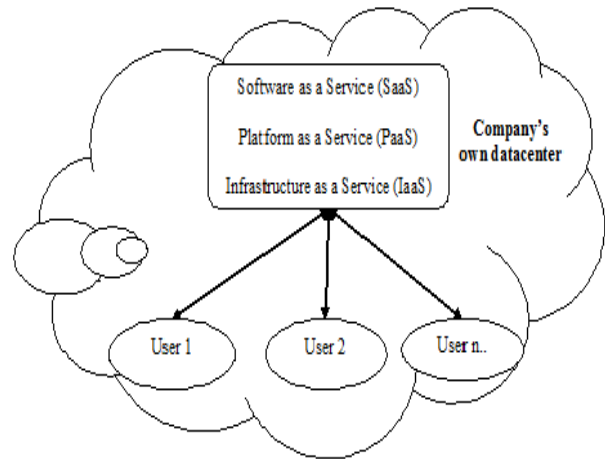 Software as a Service (SaaS)
Platform as a Service (PaaS)
Infrastructure as a Service (IaaS)
Company's
own datacenter
User 1
User 2
User n..